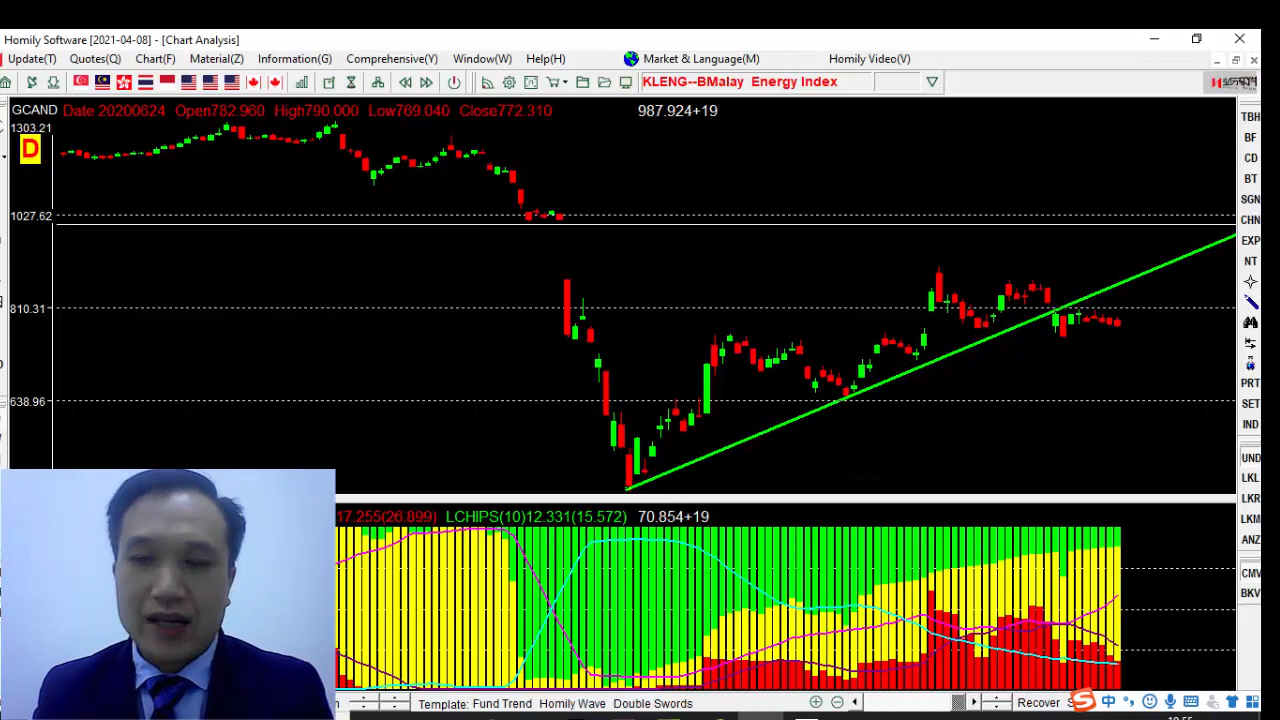 Homily Software [2021-04-08] - [Chart Analysis]
Update(T) Quotes(Q) Chart(F) Material(Z) Information(G) Comprehensive(Y) Window(W) Help(H) Market & Language(M) Homily Video(V)
KLENG--BMalay Energy Index
GCAND Date 20200624 Open782.960 High790.000 Low769.040 Close772.310 987.924+19
1303.21
D
1027.62
810.31
638.96
TBH
BF
CD
BT
SGN
CHN
EXP
NT
PRT
SET
IND
UND
LKL
LKR
LKM
ANZ
CMV
BKV
17.255(26.899) LCHIPS(10)12.331(15.572) 70.854+19
Template: Fund Trend Homily Wave Double Swords
Recover
中